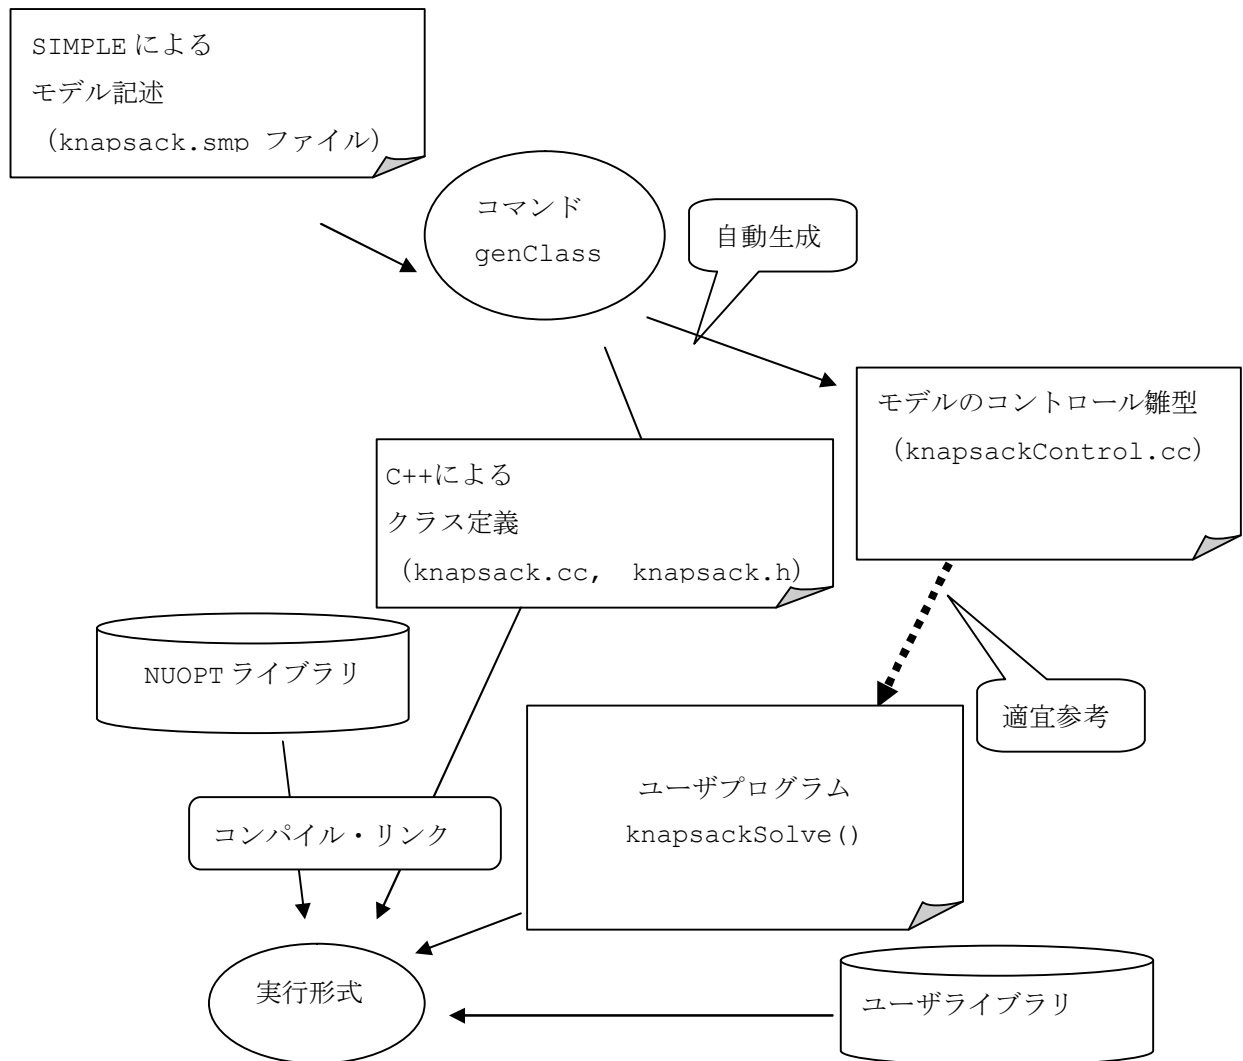 SIMPLE による
モデル記述
（knapsack.smp ファイル）
コマンド
genClass
自動生成
モデルのコントロール雛型
（knapsackControl.cc）
C++による
クラス定義
（knapsack.cc, knapsack.h）
NUOPT ライブラリ
適宜参考
ユーザプログラム
knapsackSolve()
コンパイル・リンク
実行形式
ユーザライブラリ